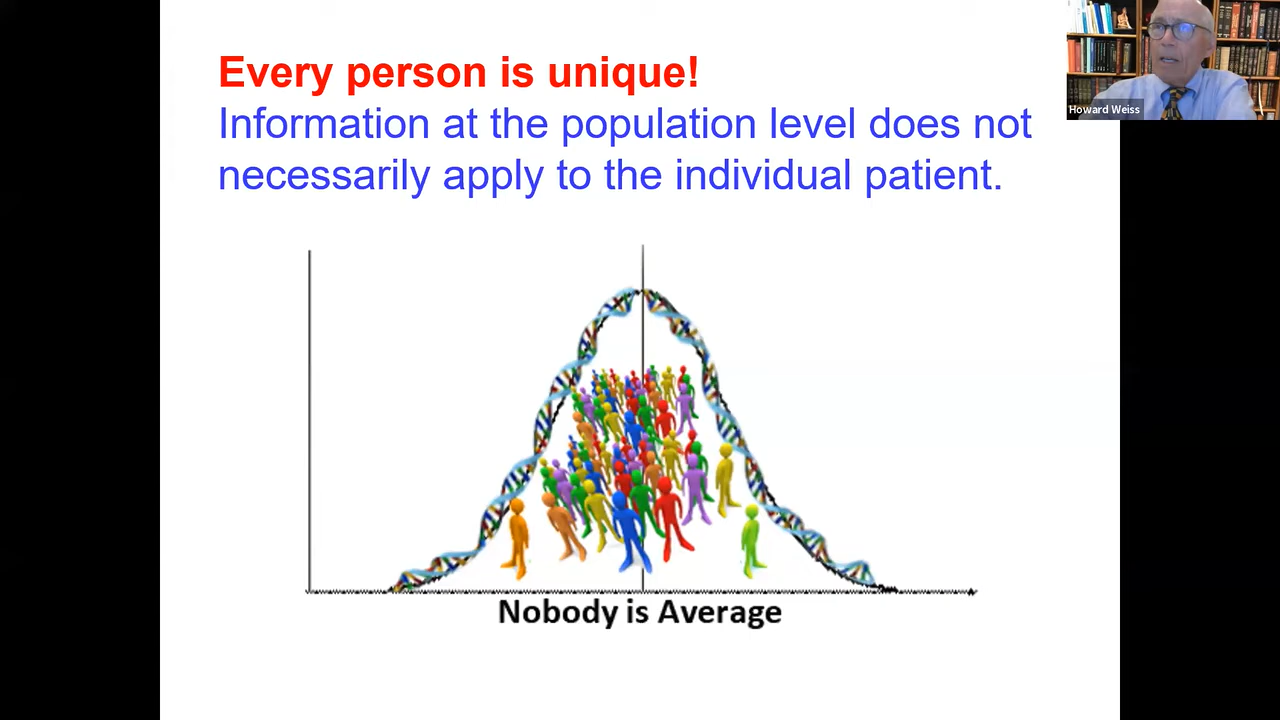 Every person is unique!
Information at the population level does not
necessarily apply to the individual patient.
Howard Weiss
Nobody is Average